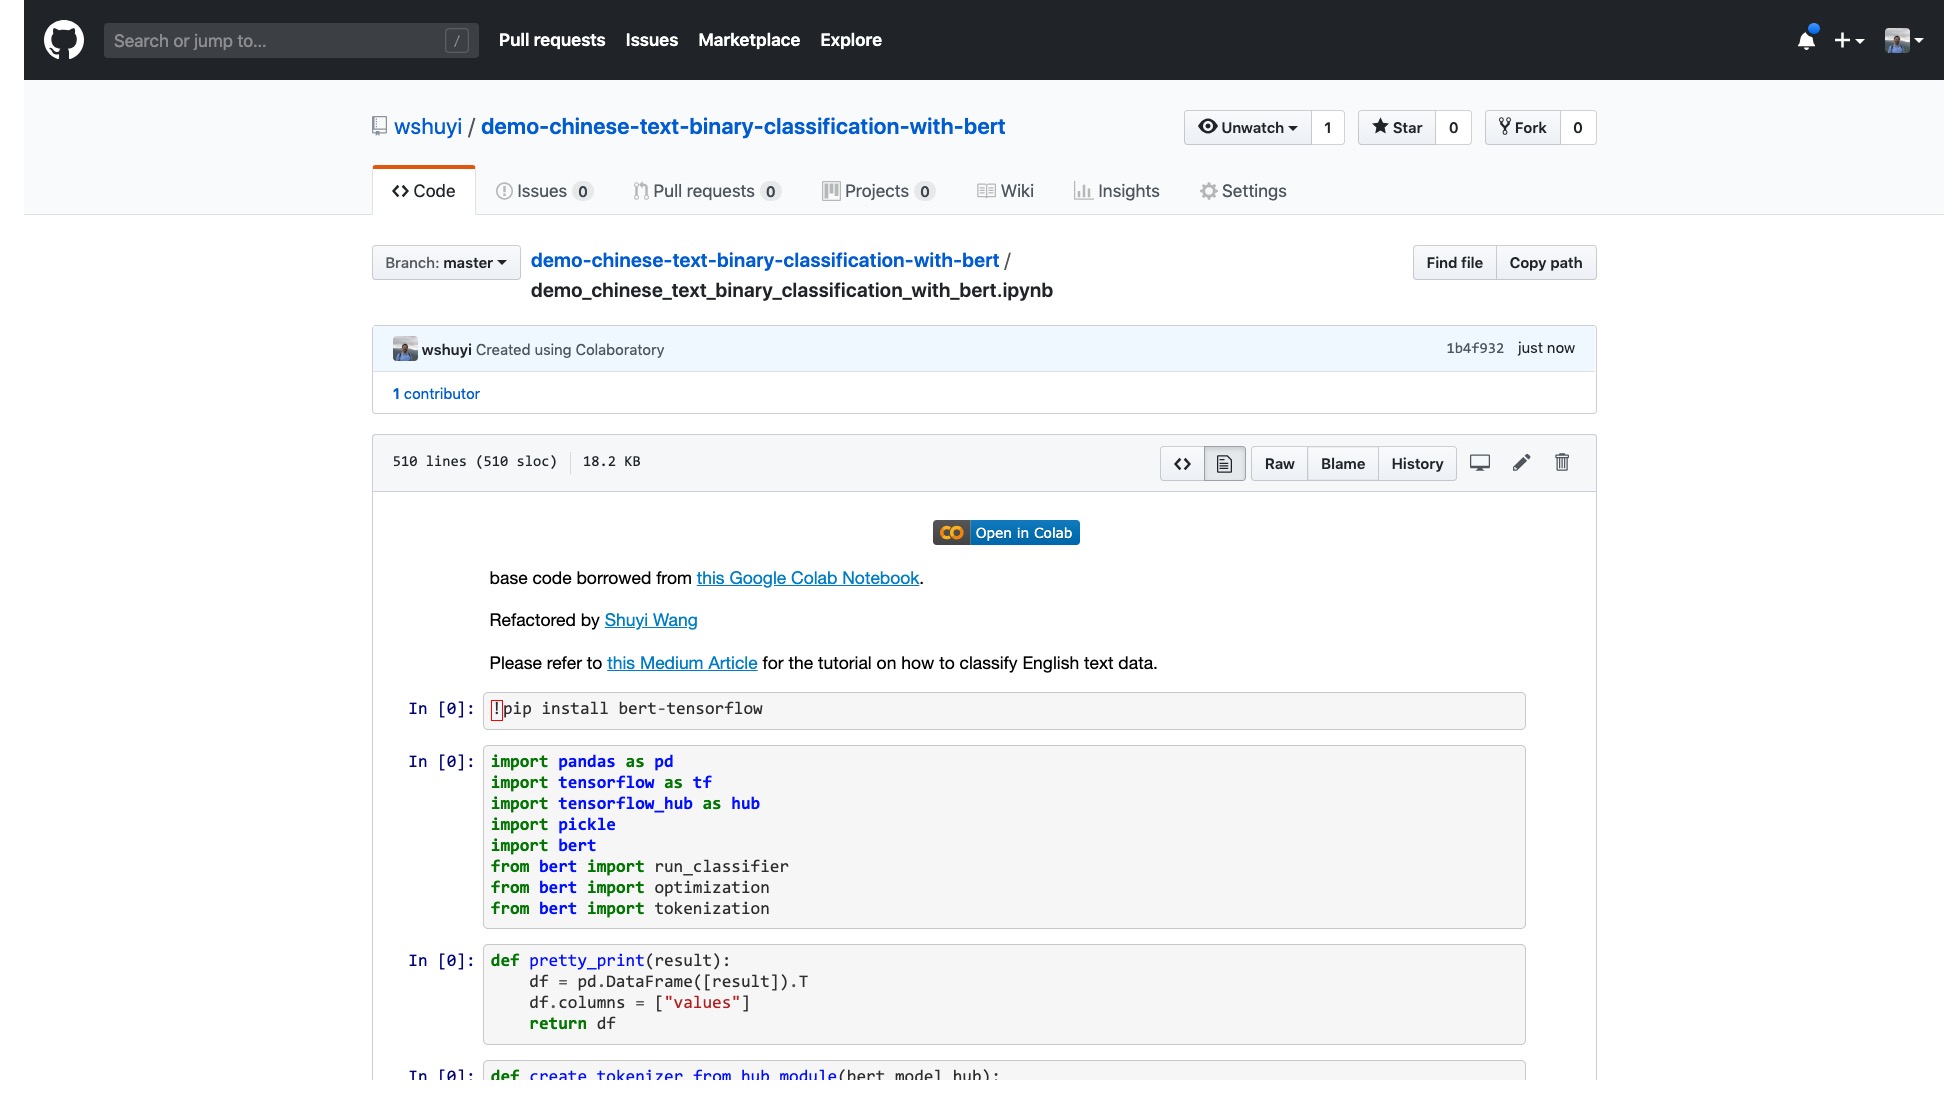 Search or jump to... /
Pull requests Issues Marketplace Explore
wshuyi / demo-chinese-text-binary-classification-with-bert
Unwatch 1 Star 0 Fork 0
Code Issues 0 Pull requests 0 Projects 0 Wiki Insights Settings
Branch: master demo-chinese-text-binary-classification-with-bert / Find file Copy path
demo_chinese_text_binary_classification_with_bert.ipynb
wshuyi Created using Colaboratory 1b4f932 just now
1 contributor
510 lines (510 sloc) 18.2 KB <> Raw Blame History
CO Open in Colab
base code borrowed from this Google Colab Notebook.
Refactored by Shuyi Wang
Please refer to this Medium Article for the tutorial on how to classify English text data.
In [0]: !pip install bert-tensorflow
In [0]: import pandas as pd
import tensorflow as tf
import tensorflow_hub as hub
import pickle
import bert
from bert import run_classifier
from bert import optimization
from bert import tokenization
In [0]: def pretty_print(result):
df = pd.DataFrame([result]).T
df.columns = ["values"]
return df
In [0]: def create_tokenizer_from_hub_module(bert_model_hub):